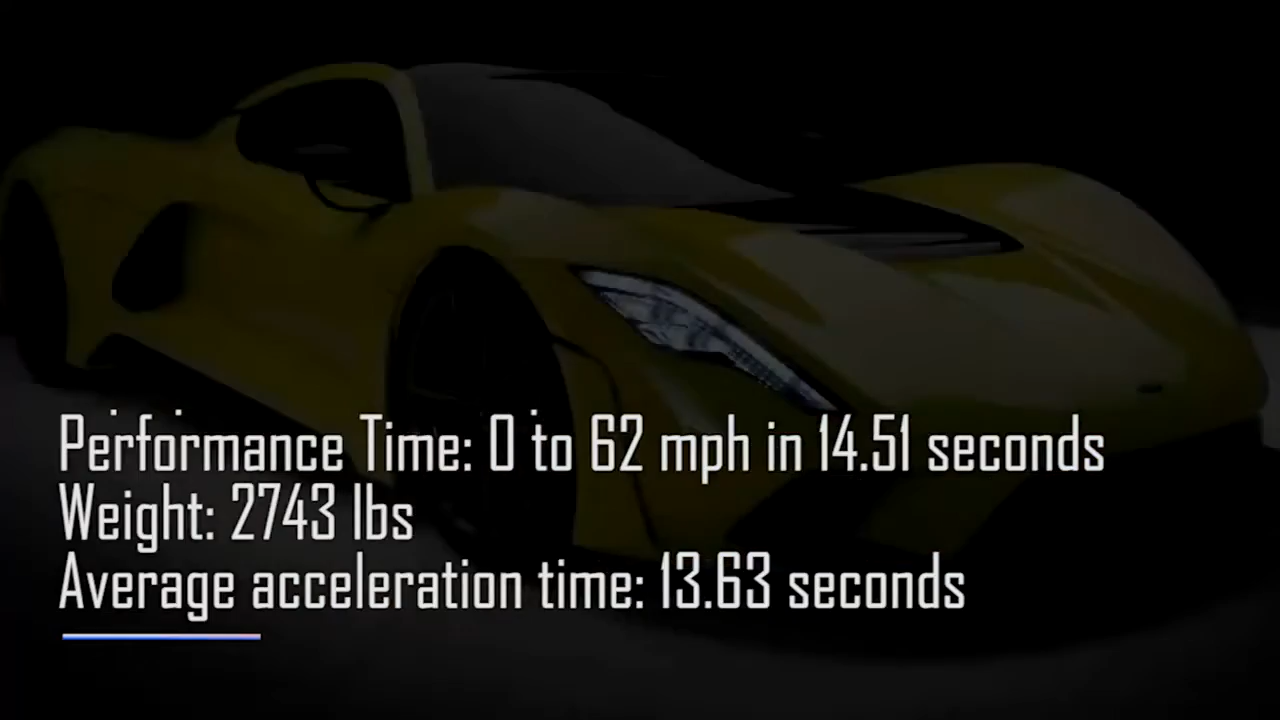 Performance Time: 0 to 62 mph in 14.51 seconds
Weight: 2743 lbs
Average acceleration time: 13.63 seconds